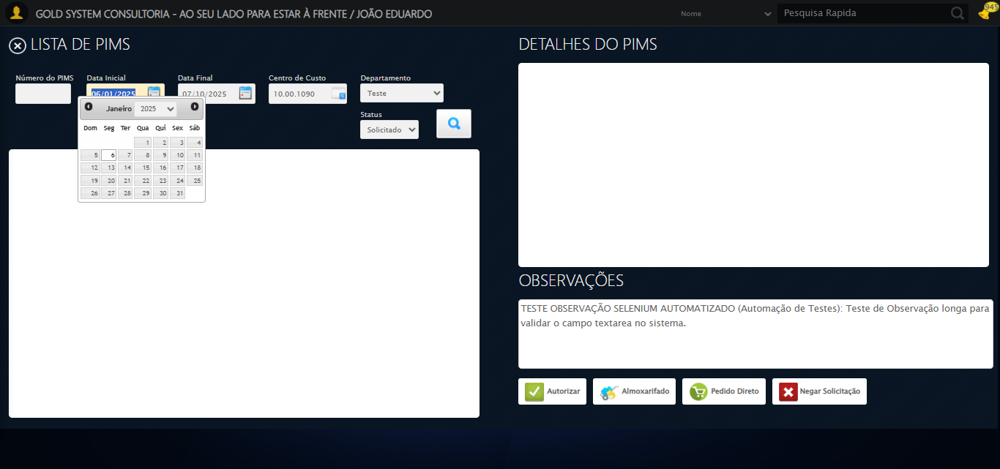 GOLD SYSTEM CONSULTORIA - AO SEU LADO PARA ESTAR À FRENTE / JOÃO EDUARDO
Nome
Pesquisa Rapida
945
LISTA DE PIMS
Número do PIMS
Data Inicial
Data Final
Centro de Custo
Departamento
06/01/2025
07/10/2025
10.00.1090
Teste
Status
Solicitado
Janeiro 2025
Dom Seg Ter Qua Qui Sex Sáb
1 2 3 4
5 6 7 8 9 10 11
12 13 14 15 16 17 18
19 20 21 22 23 24 25
26 27 28 29 30 31
DETALHES DO PIMS
OBSERVAÇÕES
TESTE OBSERVAÇÃO SELENIUM AUTOMATIZADO (Automação de Testes): Teste de Observação longa para
validar o campo textarea no sistema.
Autorizar
Almoxarifado
Pedido Direto
Negar Solicitação